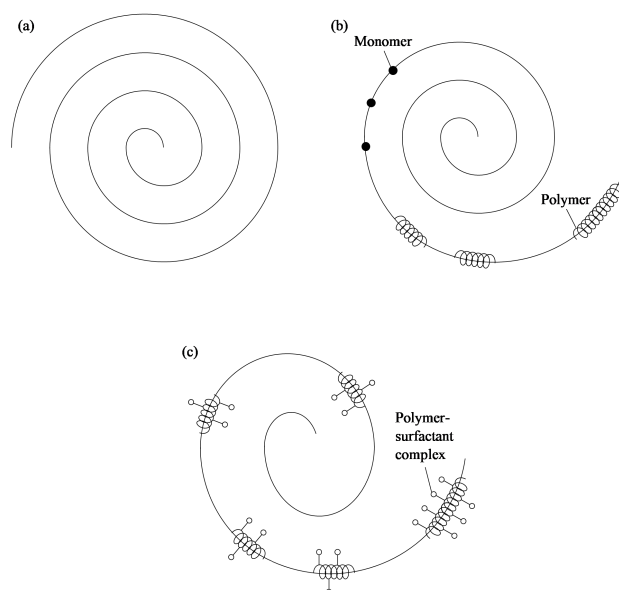 (a)
(b)
Monomer
Polymer
(c)
Polymer-
surfactant
complex